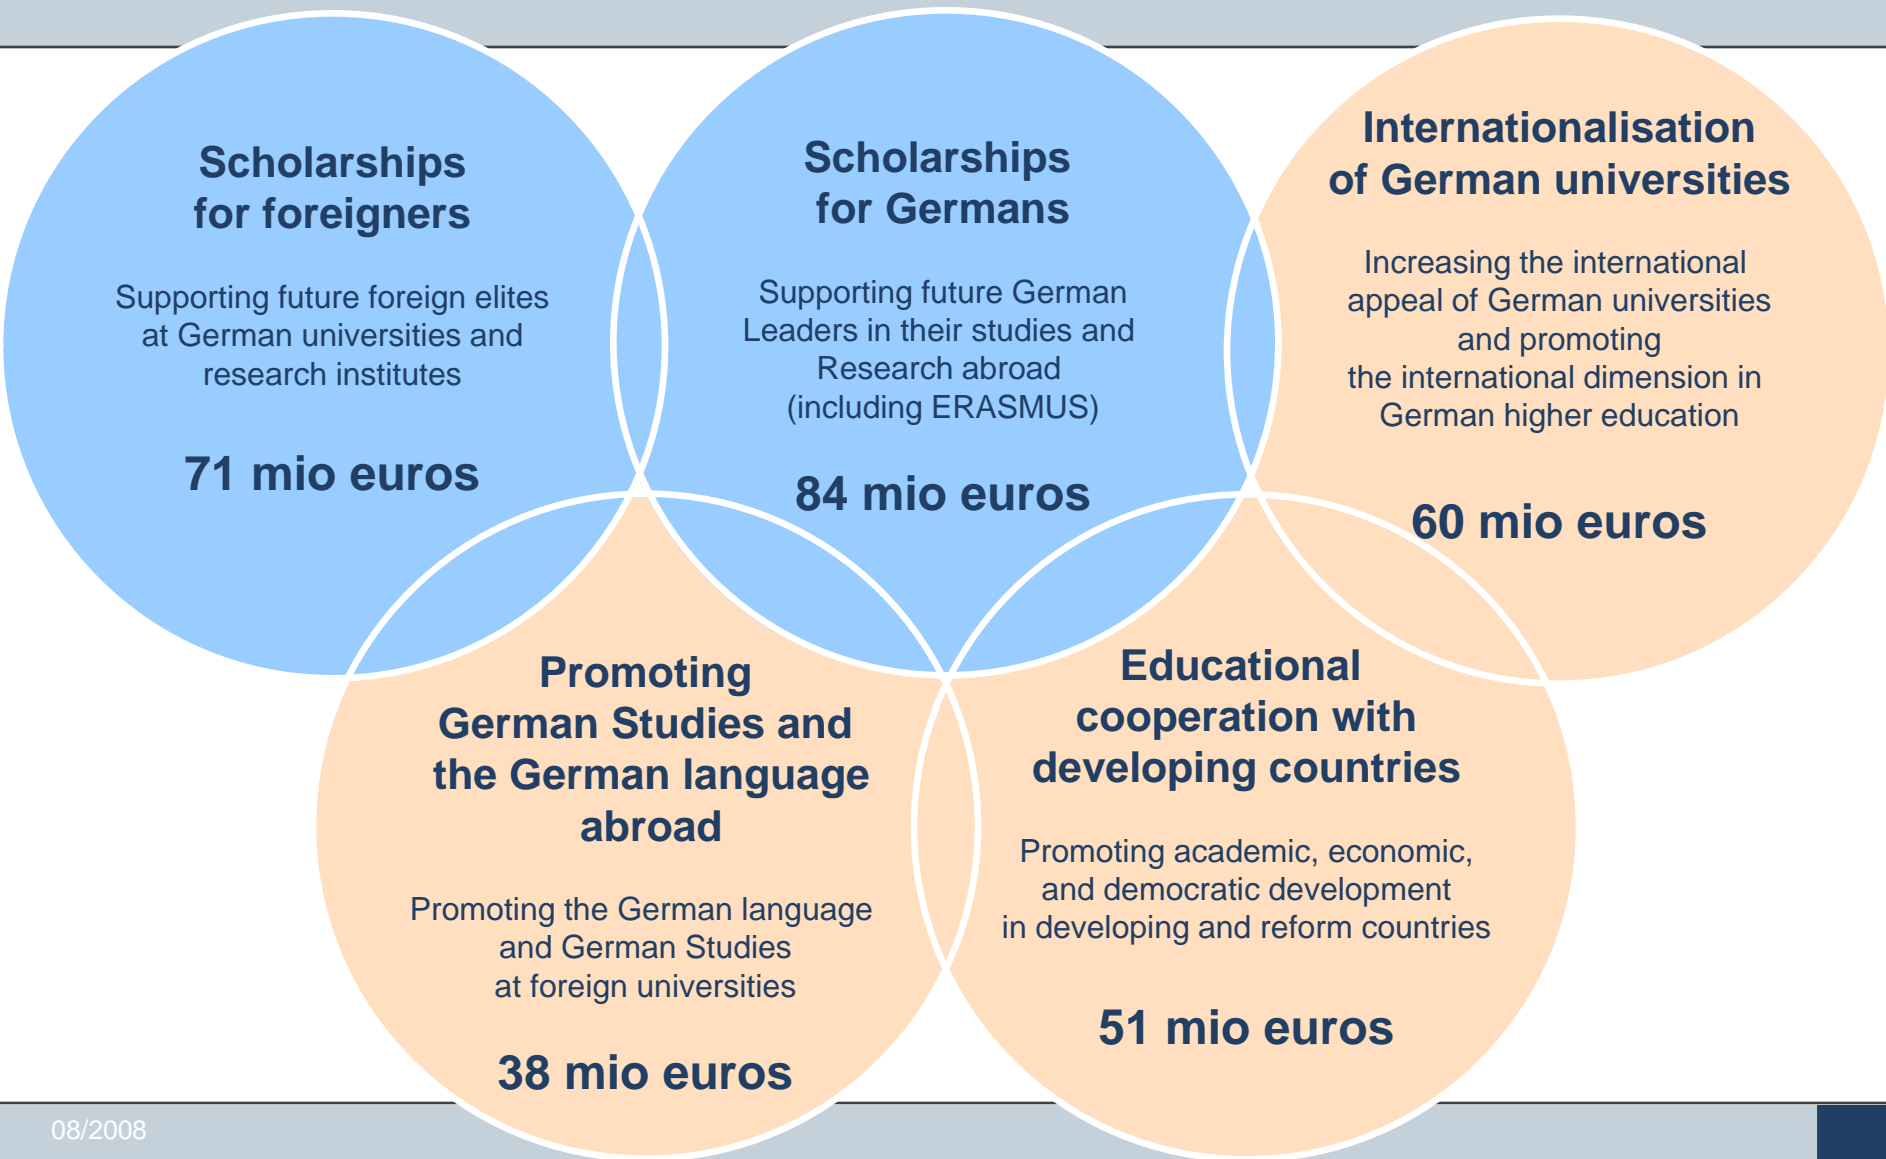 Scholarships
for foreigners
Supporting future foreign elites
at German universities and
research institutes
71 mio euros
Scholarships
for Germans
Supporting future German
Leaders in their studies and
Research abroad
(including ERASMUS)
84 mio euros
Internationalisation
of German universities
Increasing the international
appeal of German universities
and promoting
the international dimension in
German higher education
60 mio euros
Promoting
German Studies and
the German language
abroad
Promoting the German language
and German Studies
at foreign universities
38 mio euros
Educational
cooperation with
developing countries
Promoting academic, economic,
and democratic development
in developing and reform countries
51 mio euros
08/2008